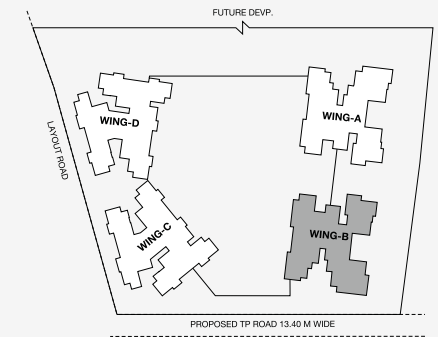 FUTURE DEVP.
WING-D
WING-A
LAYOUT ROAD
WING-C
WING-B
PROPOSED TP ROAD 13.40 M WIDE